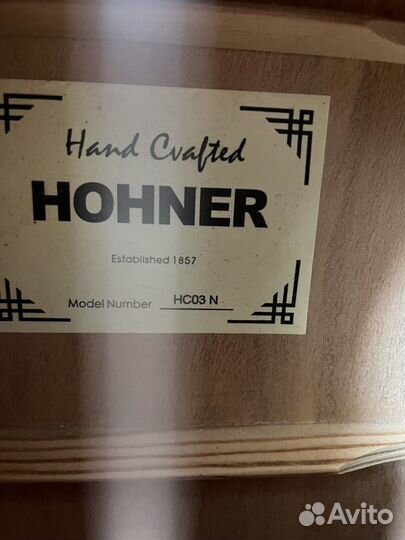 Hand Cvafted
HOHNER
Established 1857
Model Number HC03 N
Avito